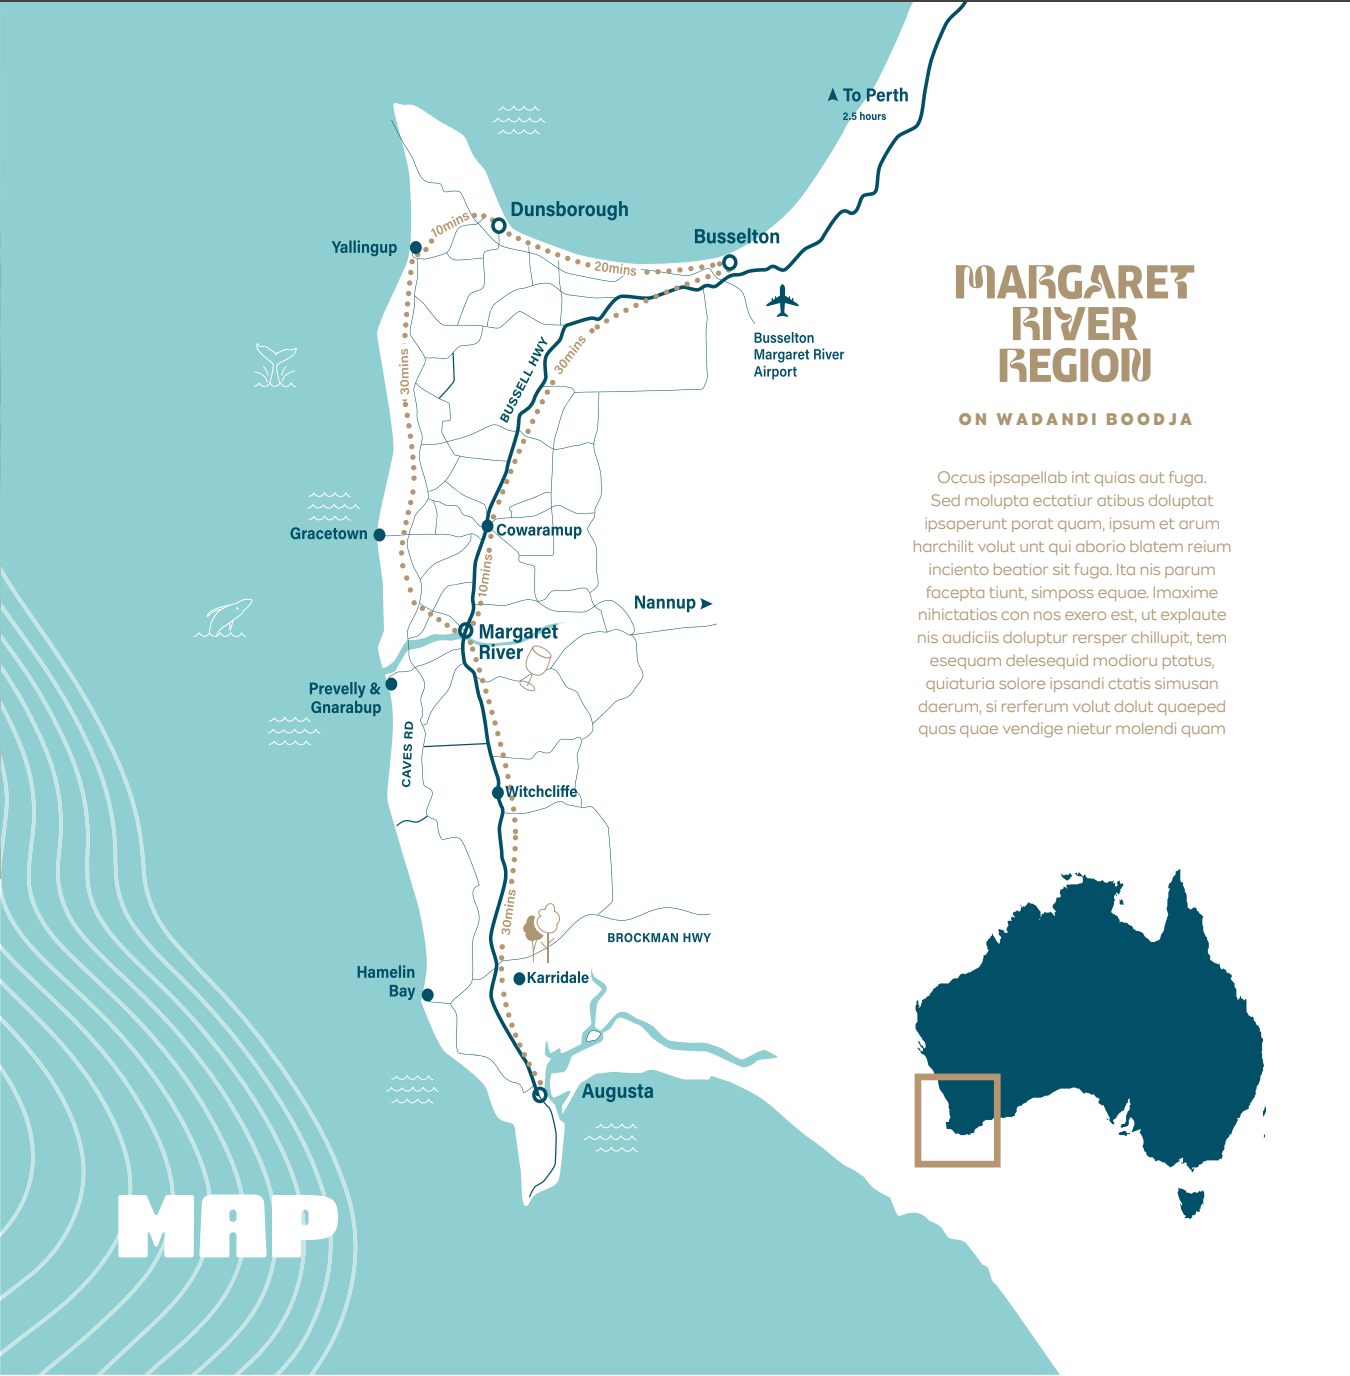 To Perth
2.5 hours
Dunsborough
10mins
Yallingup
Busselton
20mins
Busselton
Margaret River
Airport
30mins
BUSSELL HWY
30mins
Gracetown
Cowaramup
10mins
Nannup
Margaret
River
Prevelly &
Gnarabup
CAVES RD
Witchcliffe
30mins
BROCKMAN HWY
Hamelin
Bay
Karridale
Augusta
MAP
MARGARET
RIVER
REGION
ON WADANDI BOODJA
Occus ipsapellab int quias aut fuga.
Sed molupta ectatiur atibus doluptat
ipsaperunt porat quam, ipsum et arum
harchilit volut unt qui aborio blatem reium
inciento beatior sit fuga. Ita nis parum
facepta tiunt, simposs equae. Imaxime
nihictatios con nos exero est, ut explaute
nis audiciis doluptur rersper chillupit, tem
esequam delesequid modioru ptatus,
quiaturia solore ipsandi ctatis simusan
daerum, si rerferum volut dolut quaeped
quas quae vendige nietur molendi quam